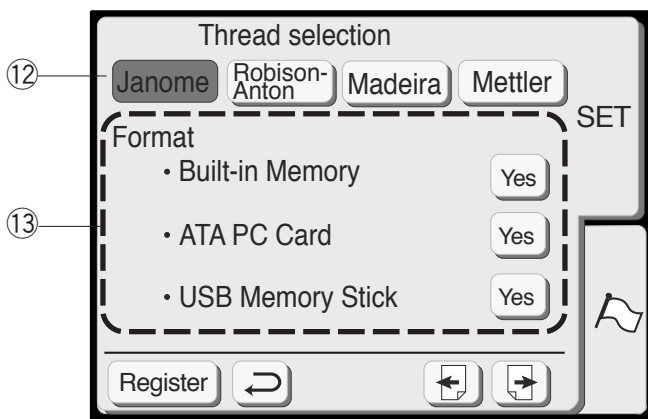 Thread selection
⑫
Janome
Robison-
Anton
Madeira
Mettler
SET
Format
• Built-in Memory
Yes
⑬
• ATA PC Card
Yes
• USB Memory Stick
Yes
Register